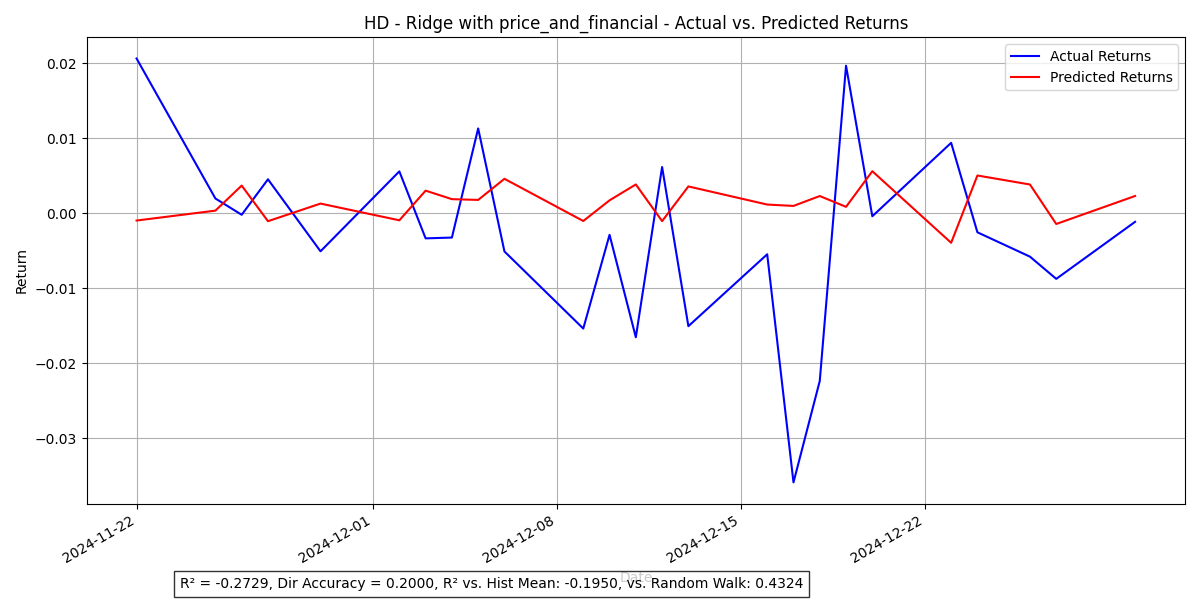 HD - Ridge with price_and_financial - Actual vs. Predicted Returns
Actual Returns
Predicted Returns
0.02
0.01
0.00
−0.01
−0.02
−0.03
Return
2024-11-22
2024-12-01
2024-12-08
2024-12-15
2024-12-22
Date
R² = -0.2729, Dir Accuracy = 0.2000, R² vs. Hist Mean: -0.1950, vs. Random Walk: 0.4324